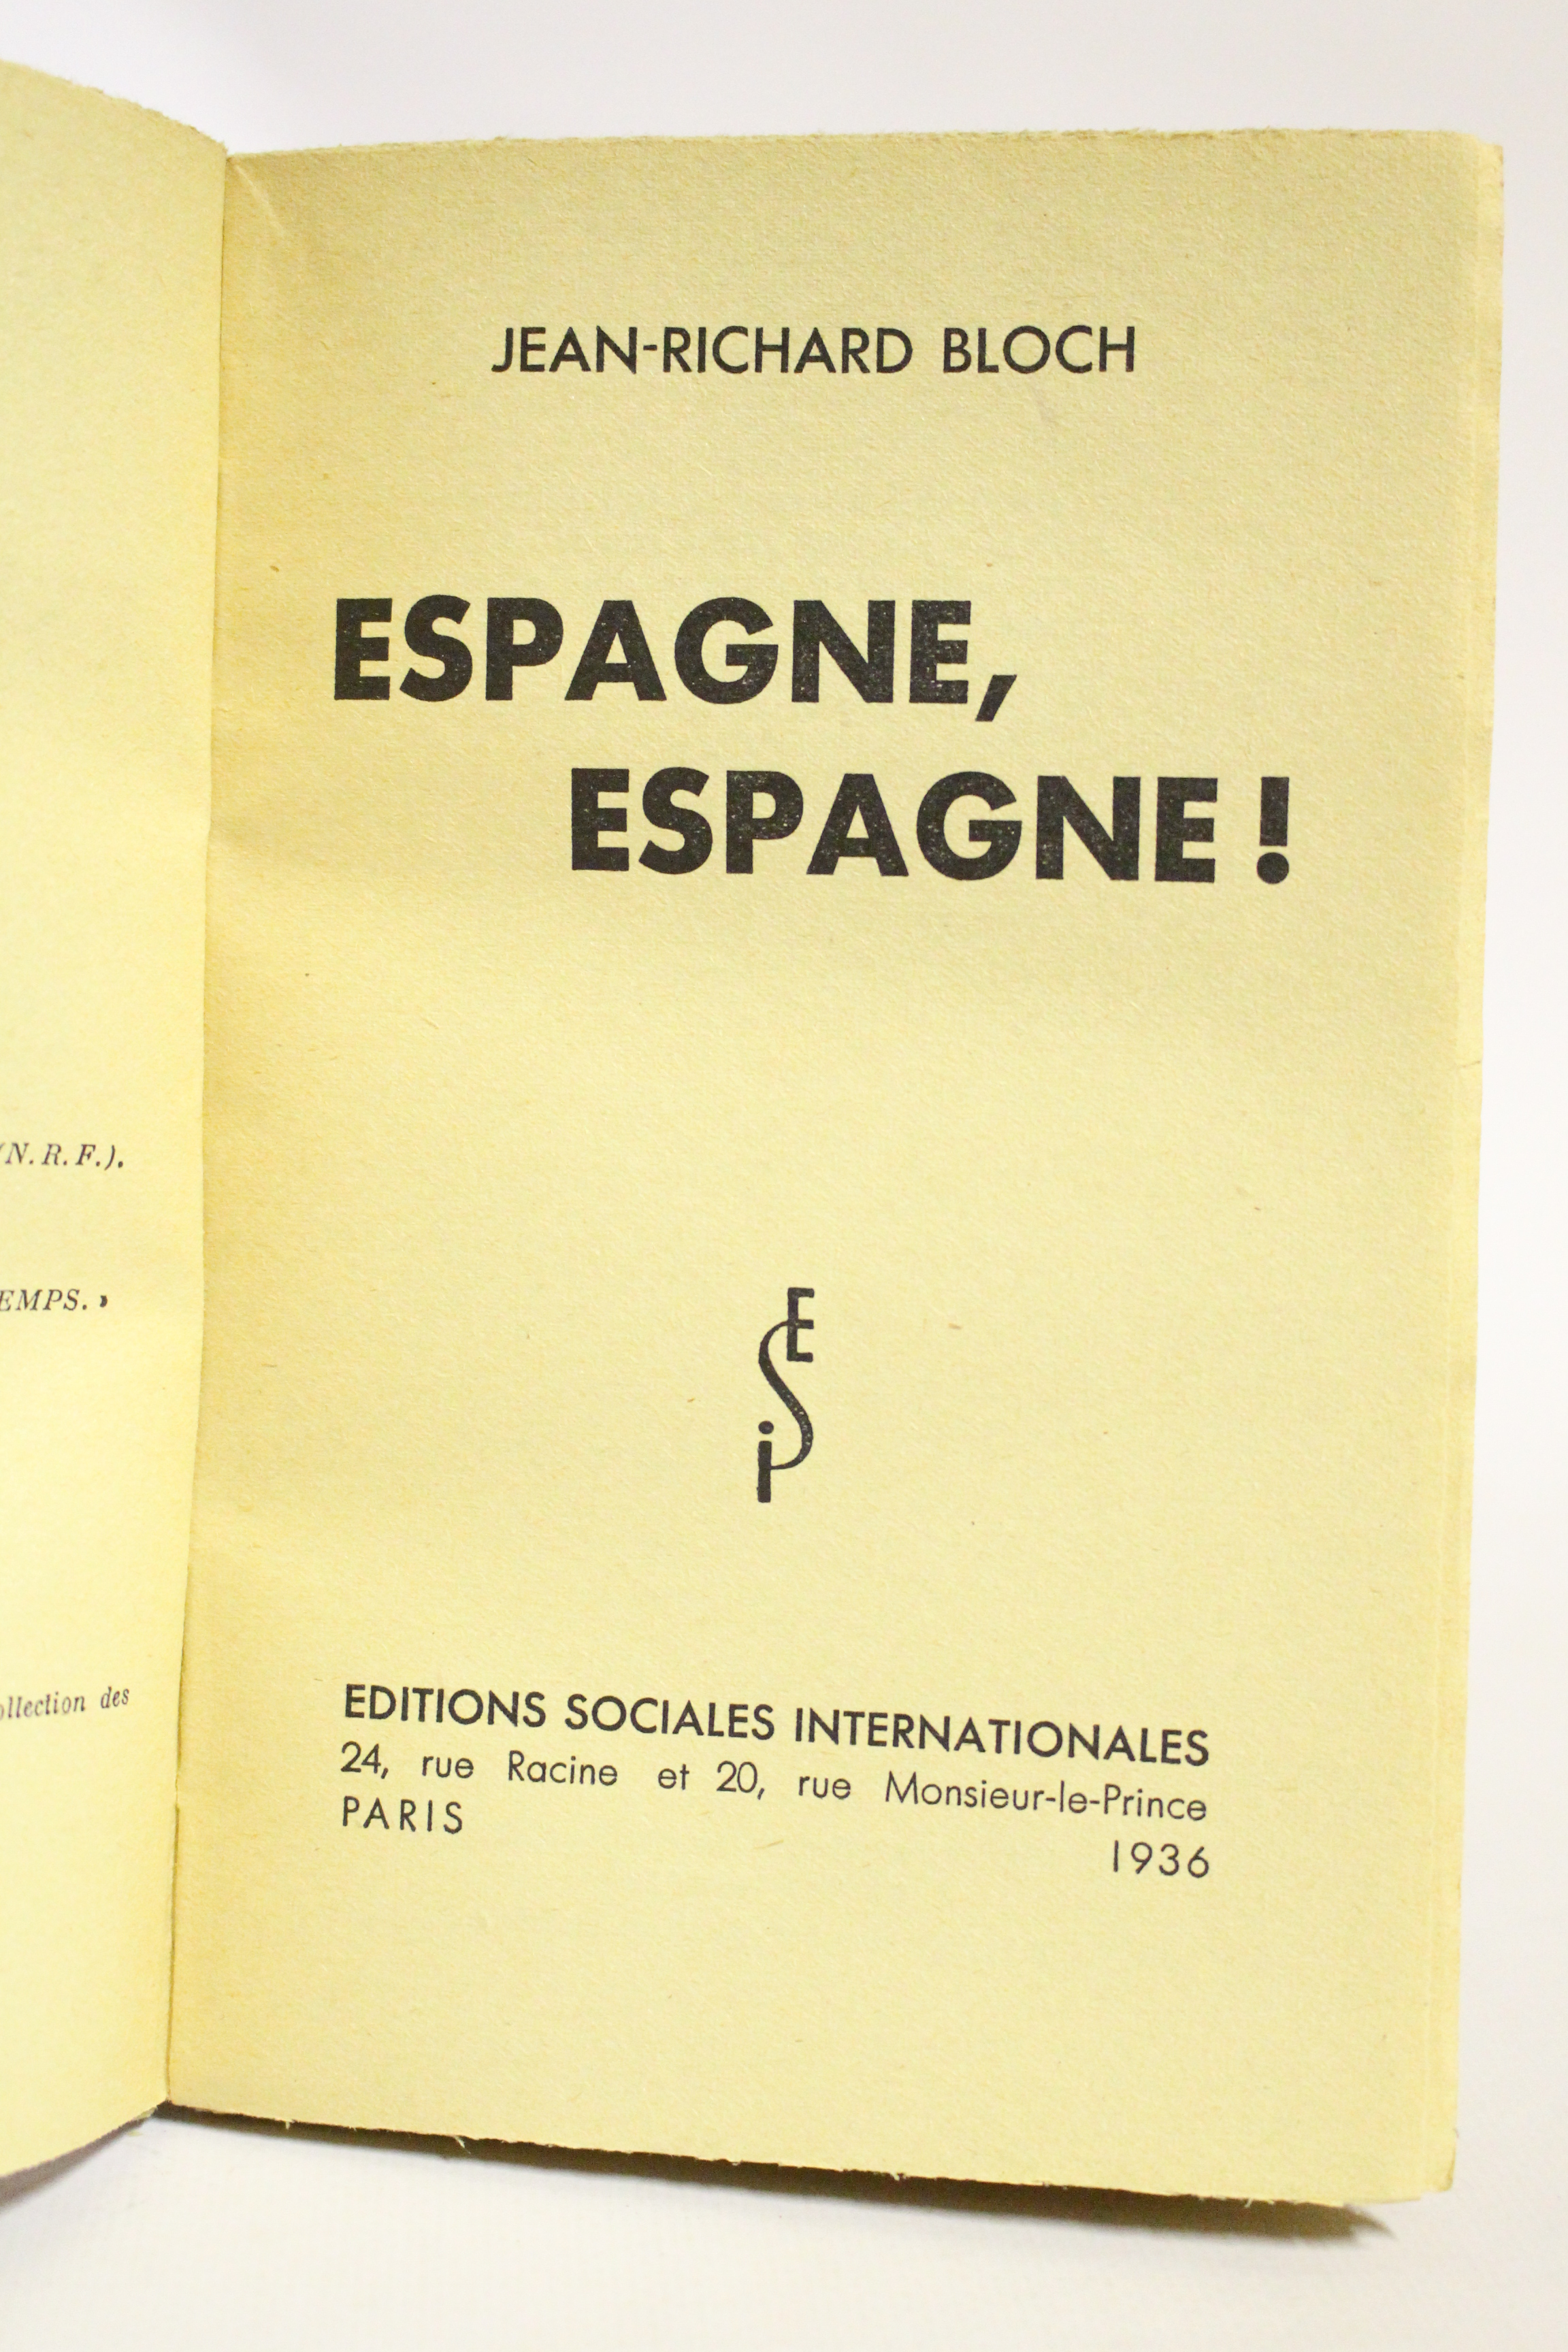 (N. R. F.).
EMPS. »
ollection des
JEAN-RICHARD BLOCH
ESPAGNE,
ESPAGNE !
E
S
i
EDITIONS SOCIALES INTERNATIONALES
24, rue Racine et 20, rue Monsieur-le-Prince
PARIS
1936